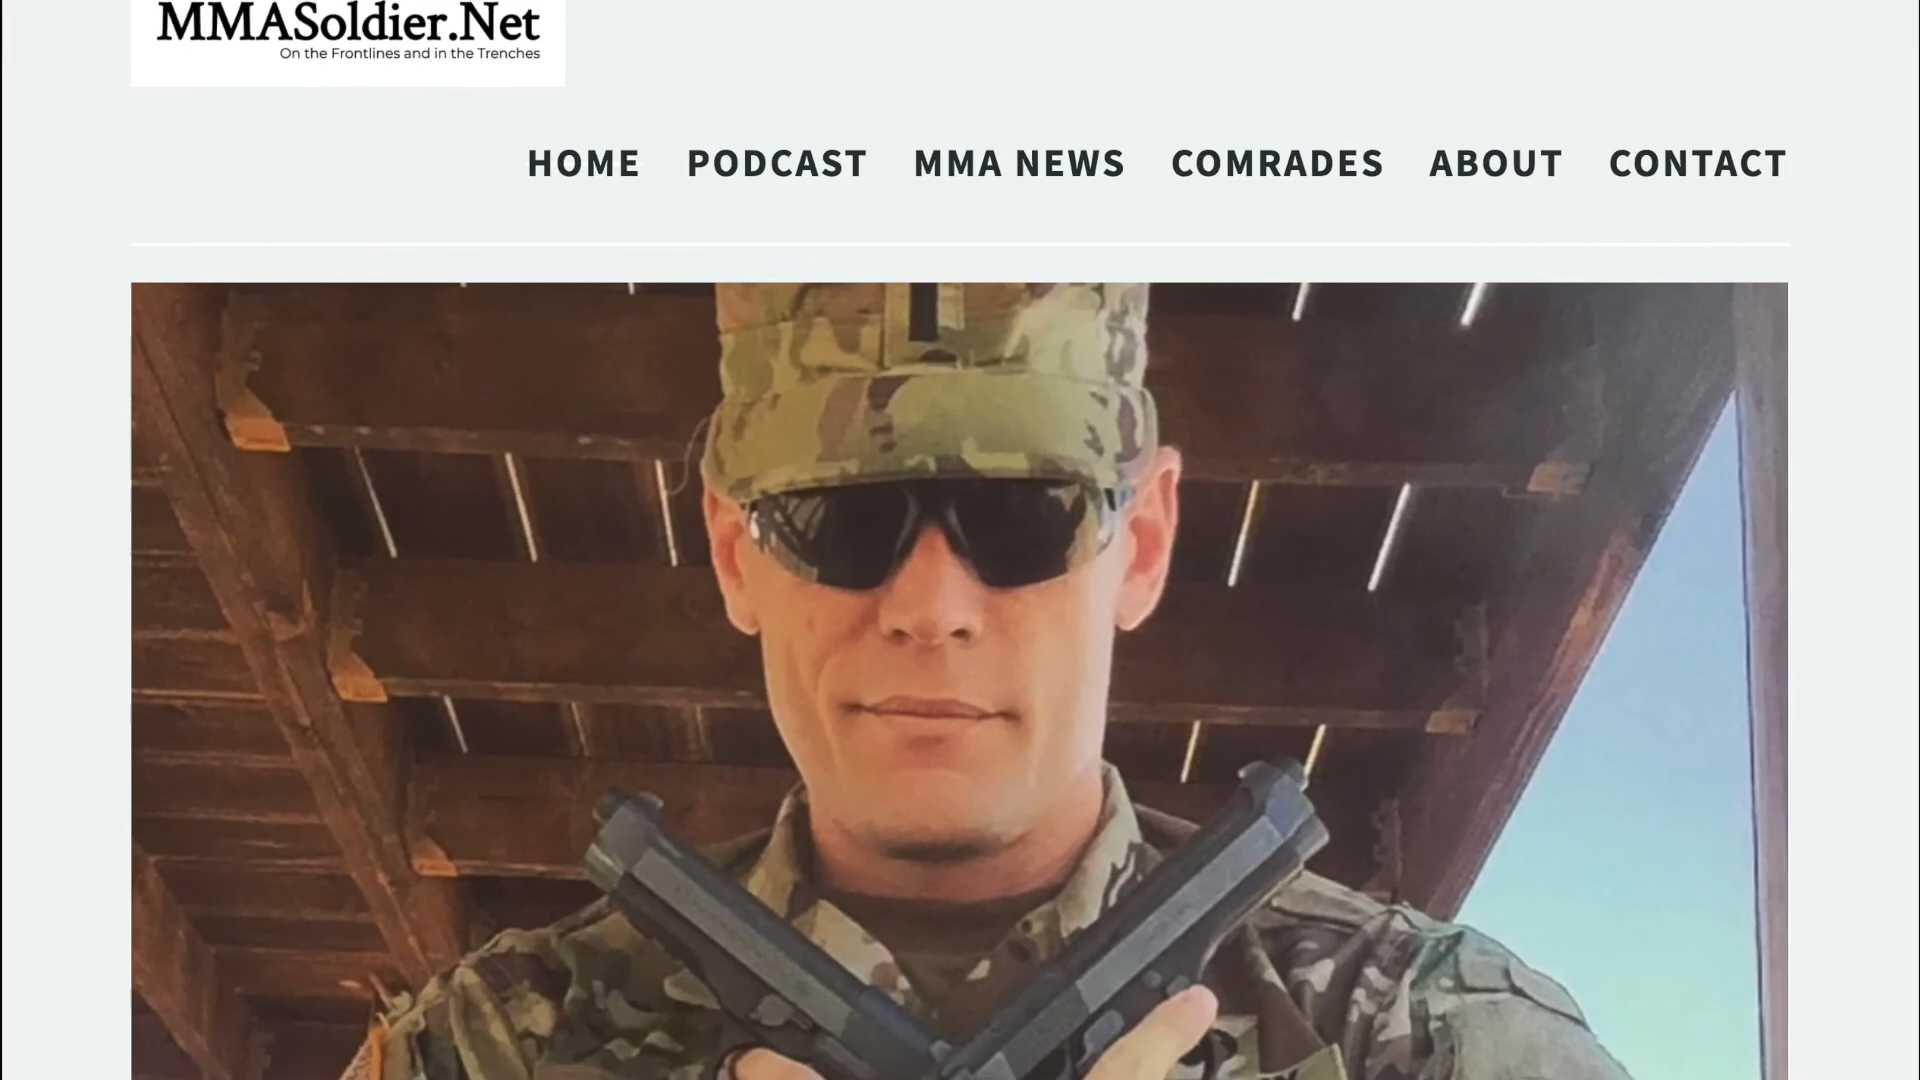 MMASoldier.Net
On the Frontlines and in the Trenches
HOME PODCAST MMA NEWS COMRADES ABOUT CONTACT